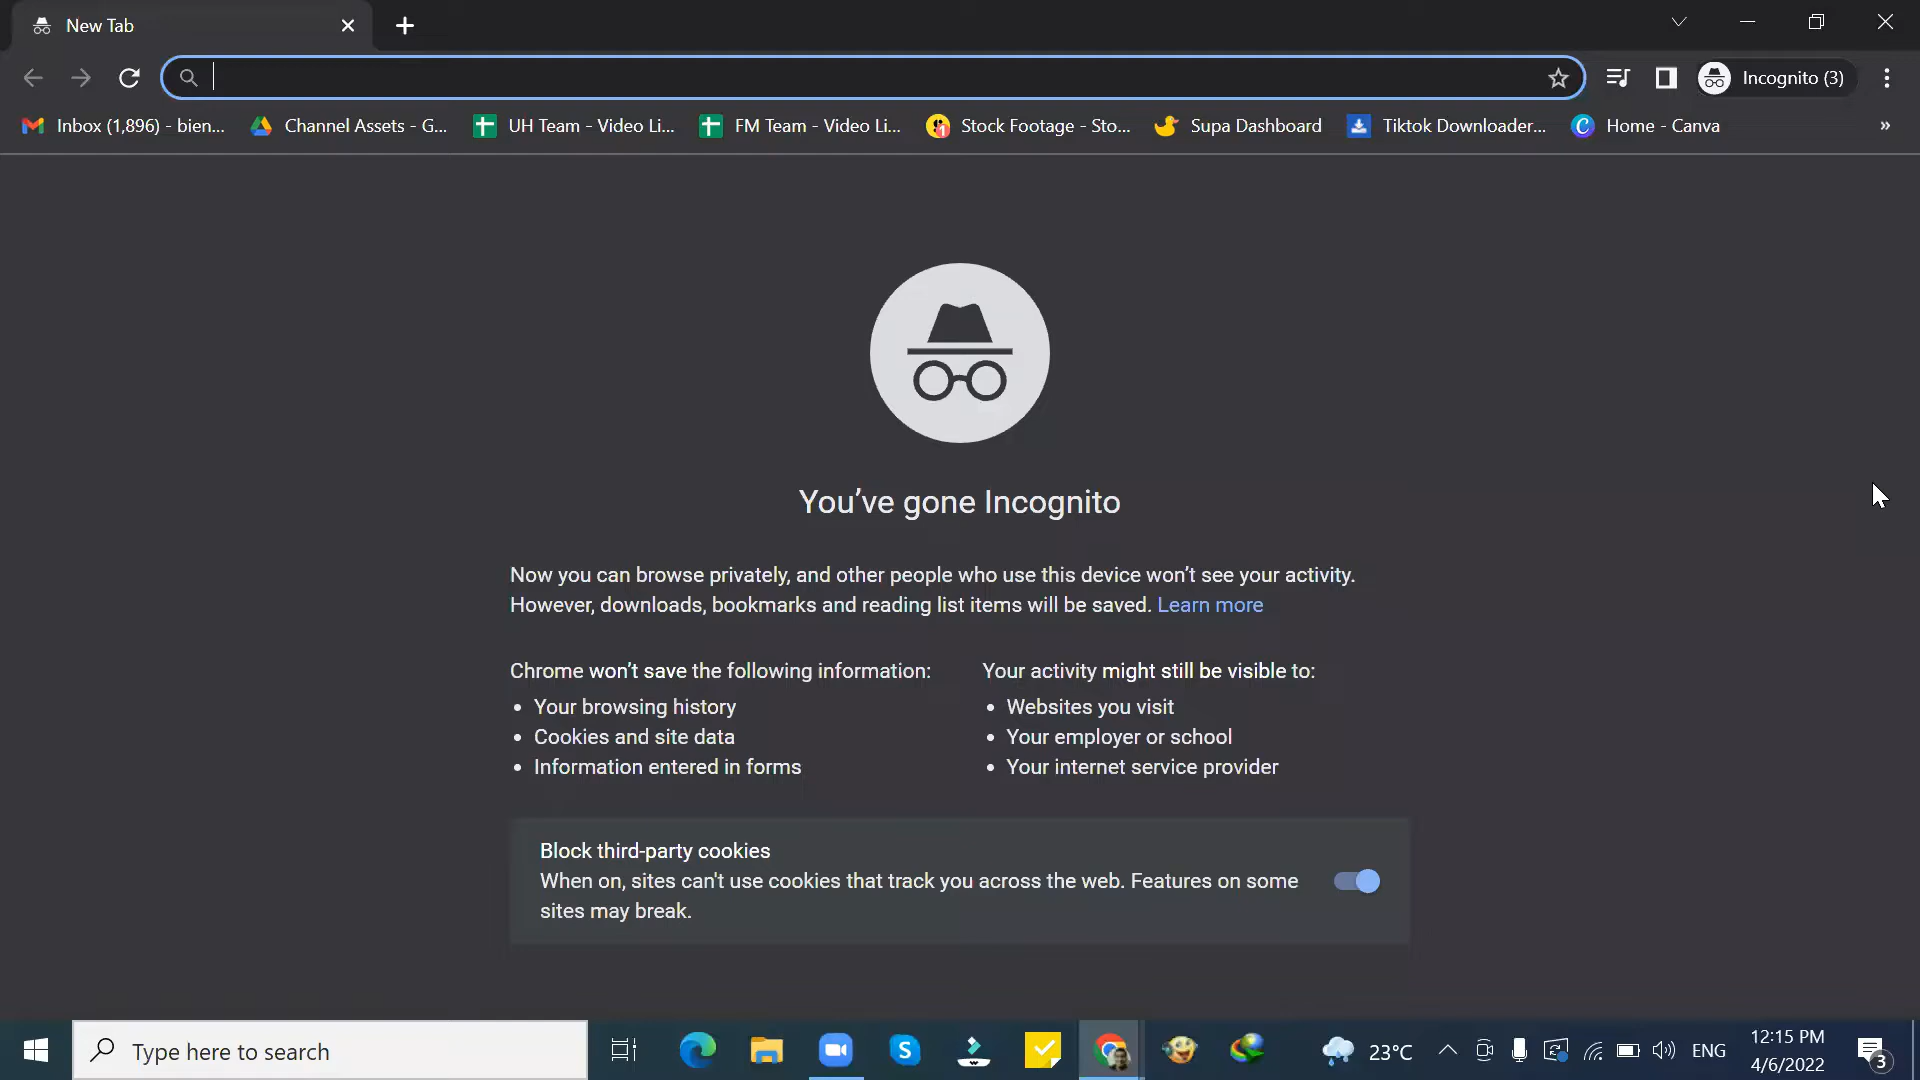 New Tab
Incognito (3)
Inbox (1,896) - bien...
Channel Assets - G...
UH Team - Video Li...
FM Team - Video Li...
Stock Footage - Sto...
Supa Dashboard
Tiktok Downloader...
Home - Canva
»
You've gone Incognito
Now you can browse privately, and other people who use this device won't see your activity.
However, downloads, bookmarks and reading list items will be saved. Learn more
Chrome won't save the following information:
• Your browsing history
• Cookies and site data
• Information entered in forms
Your activity might still be visible to:
• Websites you visit
• Your employer or school
• Your internet service provider
Block third-party cookies
When on, sites can't use cookies that track you across the web. Features on some
sites may break.
Type here to search
23°C
ENG
12:15 PM
4/6/2022
3